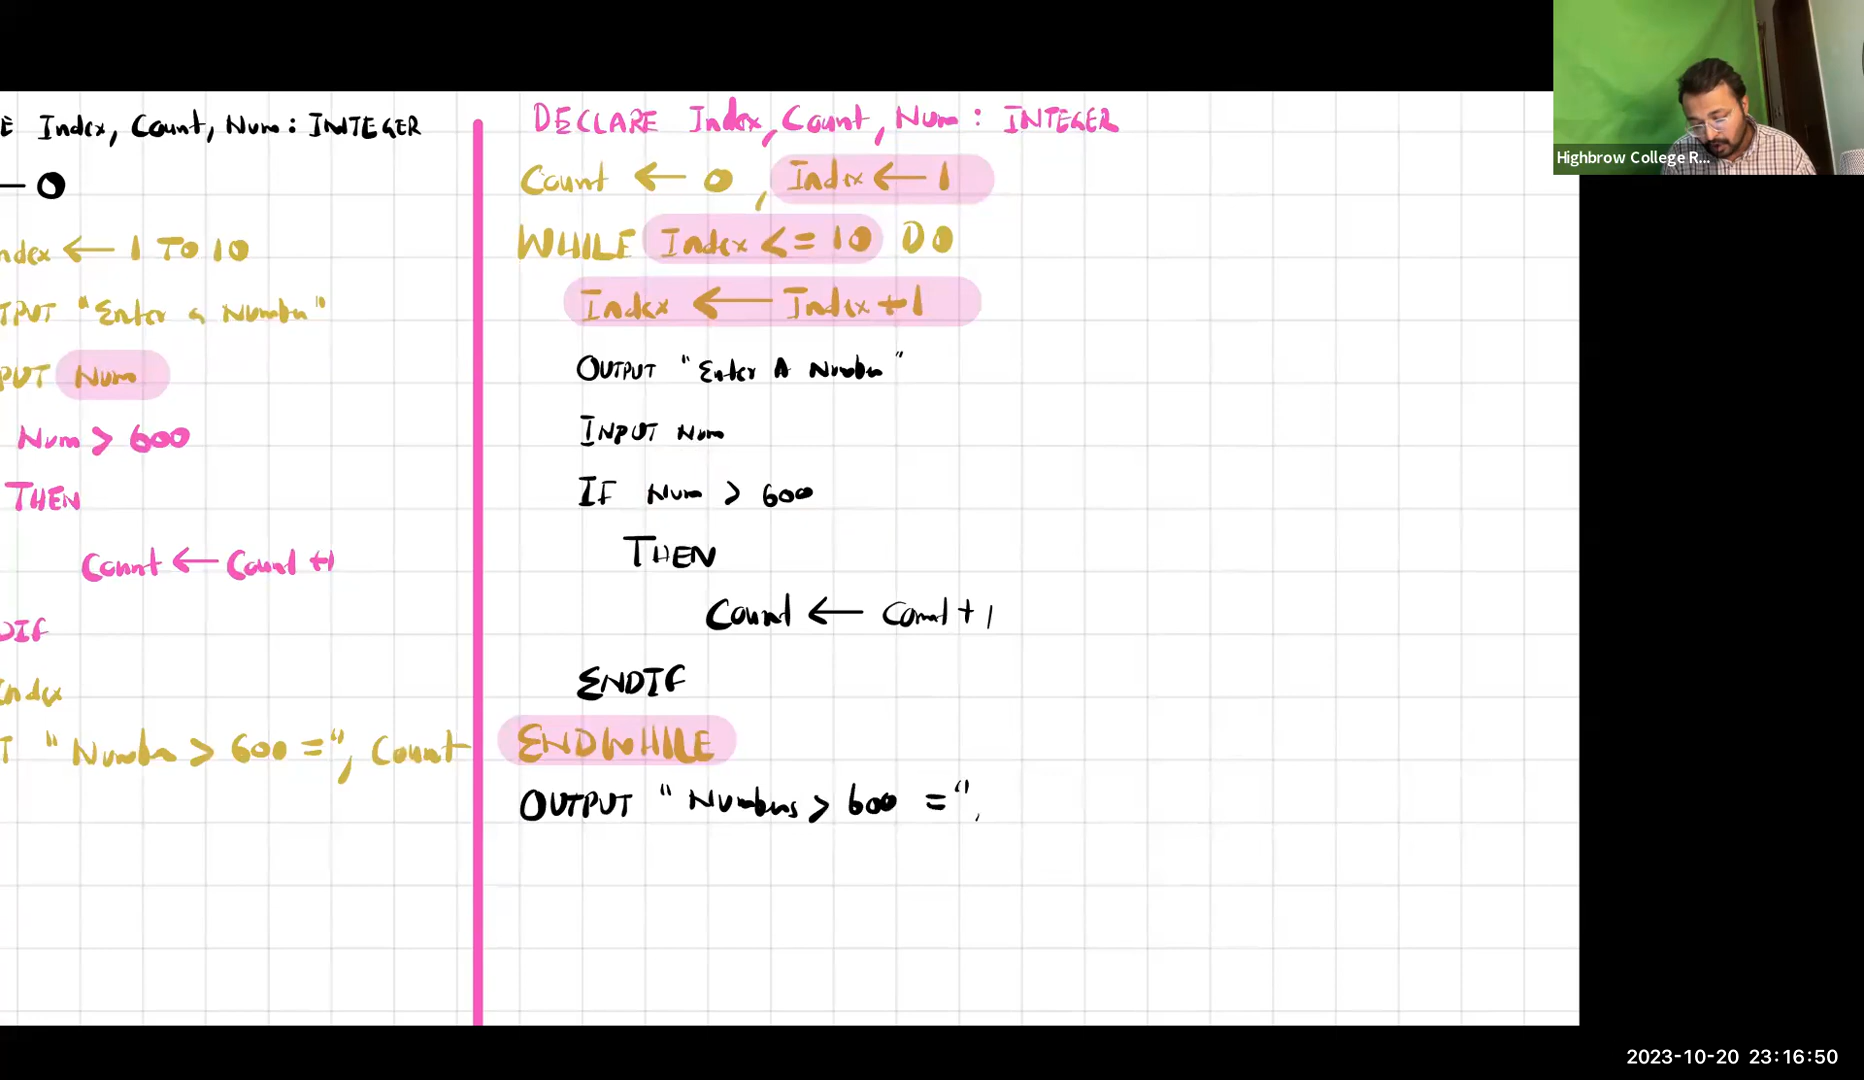 E Index, Count, Num : INTEGER
← 0
ndex ← 1 TO 10
TPUT "Enter a Number"
PUT Num
Num > 600
THEN
Count ← Count +1
DIF
Index
T "Number > 600 =", Count
DECLARE Index, Count, Num : INTEGER
Count ← 0 , Index ← 1
WHILE Index <= 10 DO
Index ← Index + 1
OUTPUT "Enter A Number"
INPUT Num
IF Num > 600
THEN
Count ← Count + 1
ENDIF
ENDWHILE
OUTPUT "Numbers > 600 =",
Highbrow College R...
2023-10-20 23:16:50